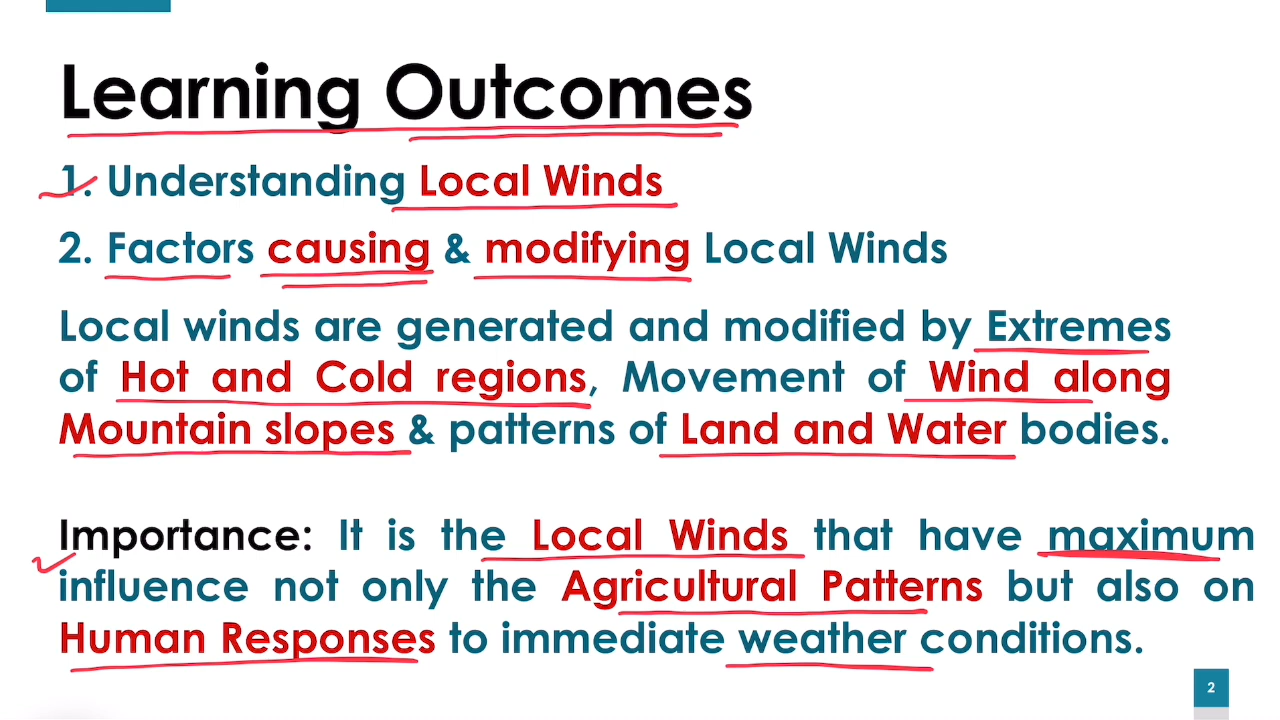 Learning Outcomes
1. Understanding Local Winds
2. Factors causing & modifying Local Winds
Local winds are generated and modified by Extremes
of Hot and Cold regions, Movement of Wind along
Mountain slopes & patterns of Land and Water bodies.
Importance: It is the Local Winds that have maximum
influence not only the Agricultural Patterns but also on
Human Responses to immediate weather conditions.
2